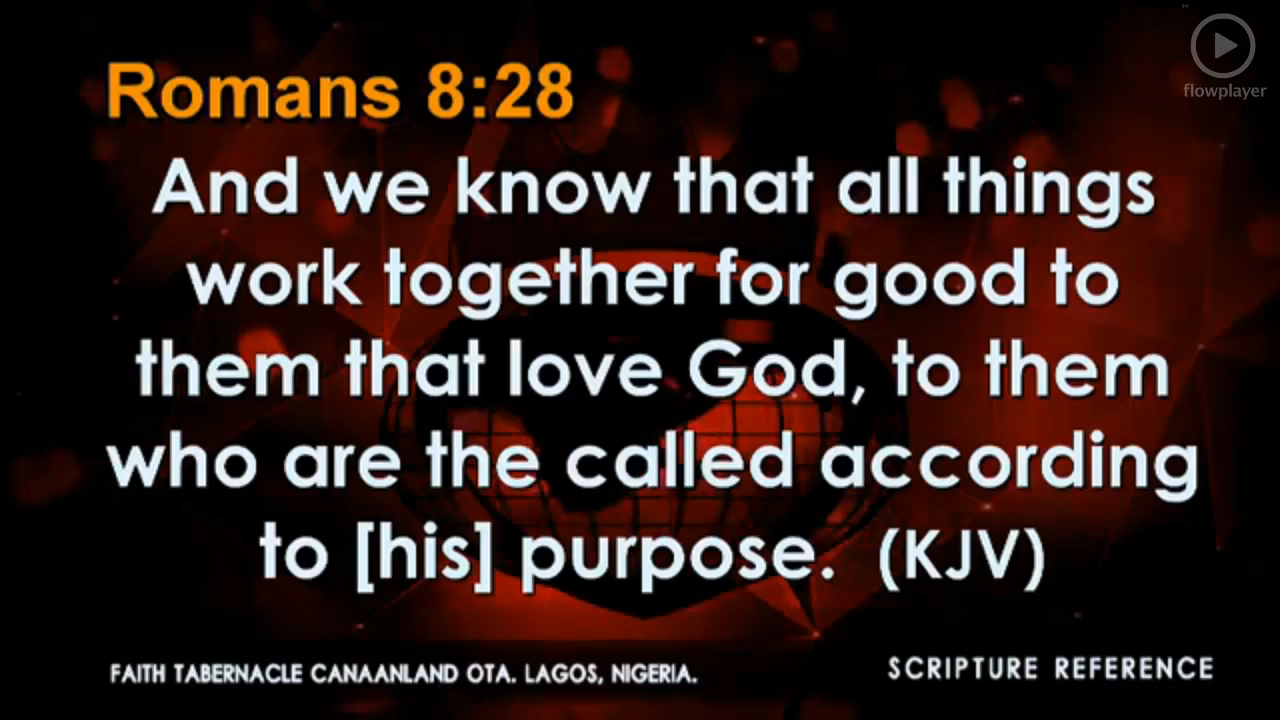 flowplayer
Romans 8:28
And we know that all things
work together for good to
them that love God, to them
who are the called according
to [his] purpose. (KJV)
FAITH TABERNACLE CANAANLAND OTA. LAGOS, NIGERIA.
SCRIPTURE REFERENCE